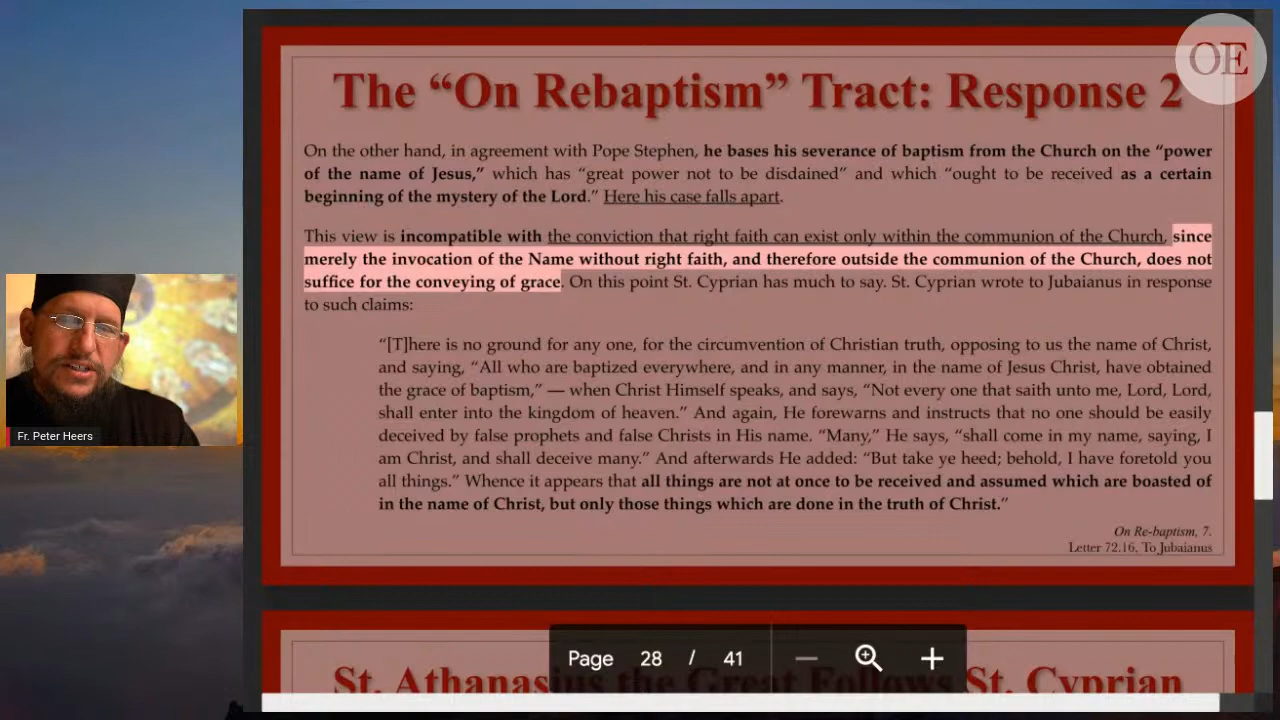 OE
The “On Rebaptism” Tract: Response 2
On the other hand, in agreement with Pope Stephen, he bases his severance of baptism from the Church on the “power
of the name of Jesus,” which has “great power not to be disdained” and which “ought to be received as a certain
beginning of the mystery of the Lord.” Here his case falls apart.
This view is incompatible with the conviction that right faith can exist only within the communion of the Church, since
merely the invocation of the Name without right faith, and therefore outside the communion of the Church, does not
suffice for the conveying of grace. On this point St. Cyprian has much to say. St. Cyprian wrote to Jubaianus in response
to such claims:
“[T]here is no ground for any one, for the circumvention of Christian truth, opposing to us the name of Christ,
and saying, “All who are baptized everywhere, and in any manner, in the name of Jesus Christ, have obtained
the grace of baptism,” — when Christ Himself speaks, and says, “Not every one that saith unto me, Lord, Lord,
shall enter into the kingdom of heaven.” And again, He forewarns and instructs that no one should be easily
deceived by false prophets and false Christs in His name. “Many,” He says, “shall come in my name, saying, I
am Christ, and shall deceive many.” And afterwards He added: “But take ye heed; behold, I have foretold you
all things.” Whence it appears that all things are not at once to be received and assumed which are boasted of
in the name of Christ, but only those things which are done in the truth of Christ.”
On Re-baptism, 7.
Letter 72.16, To Jubaianus
Fr. Peter Heers
Page 28 / 41
St. Athanasius the Great Follows St. Cyprian